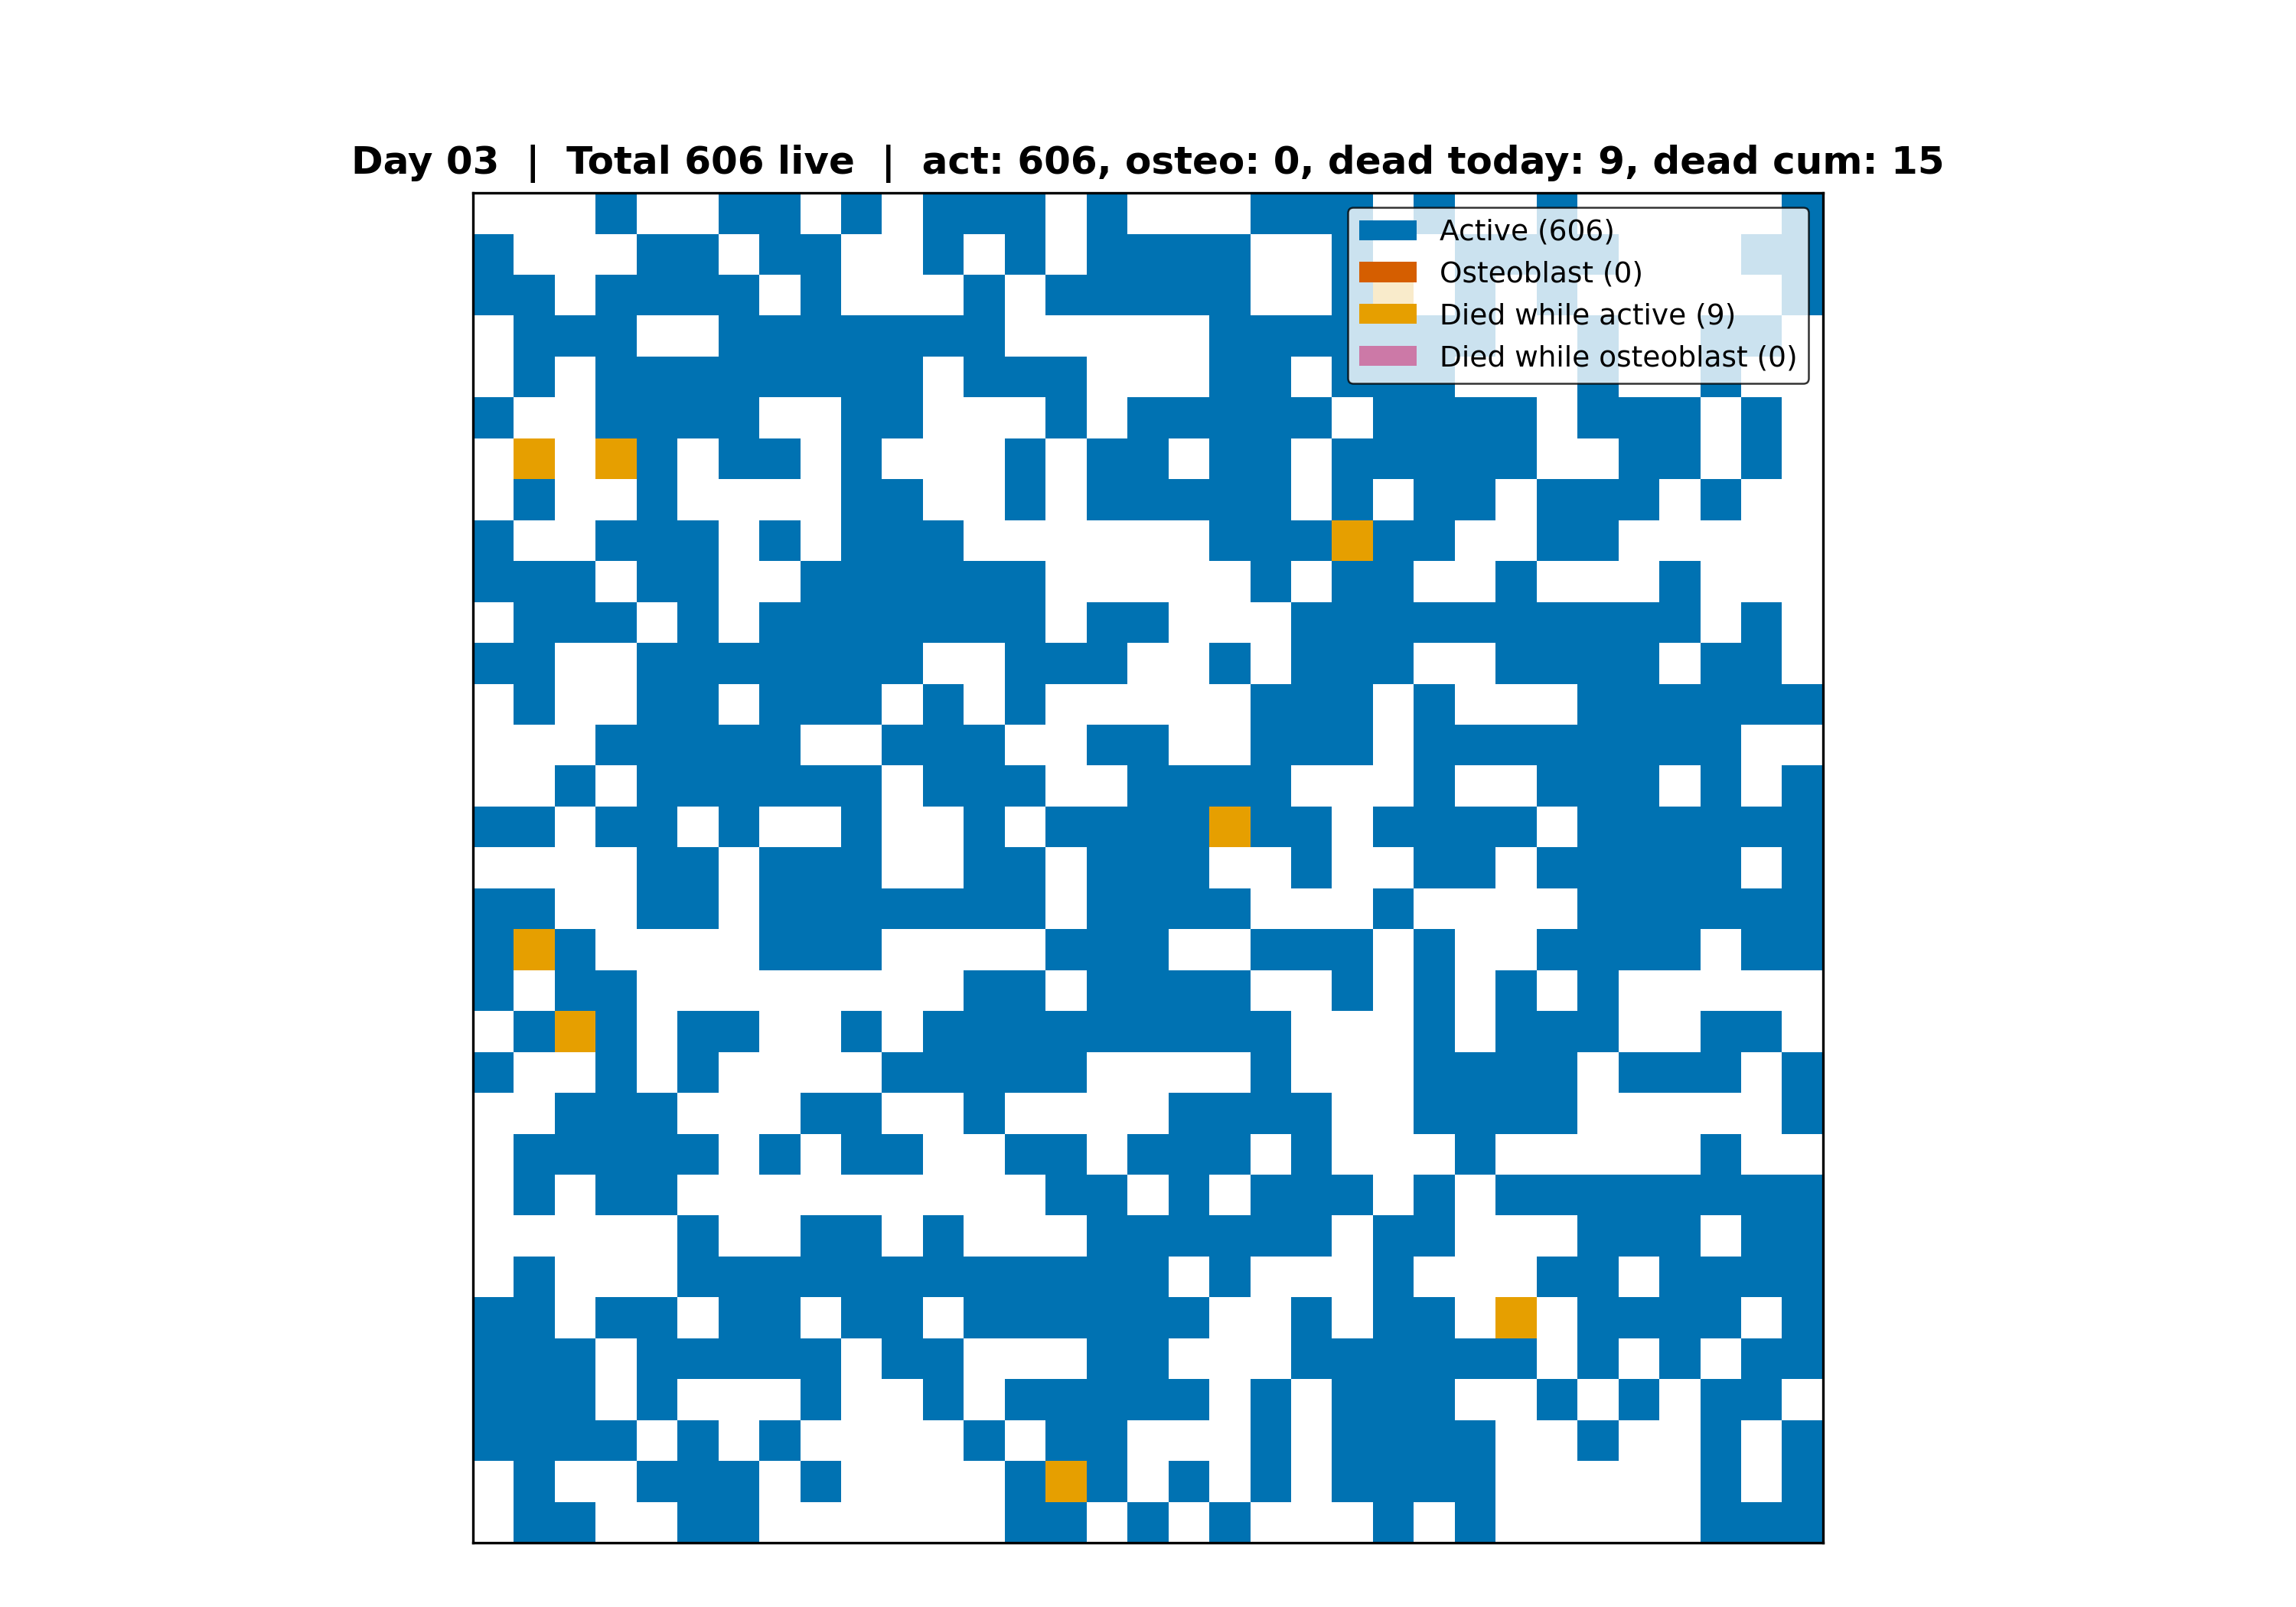 Day 03 | Total 606 live | act: 606, osteo: 0, dead today: 9, dead cum: 15
Active (606)
Osteoblast (0)
Died while active (9)
Died while osteoblast (0)